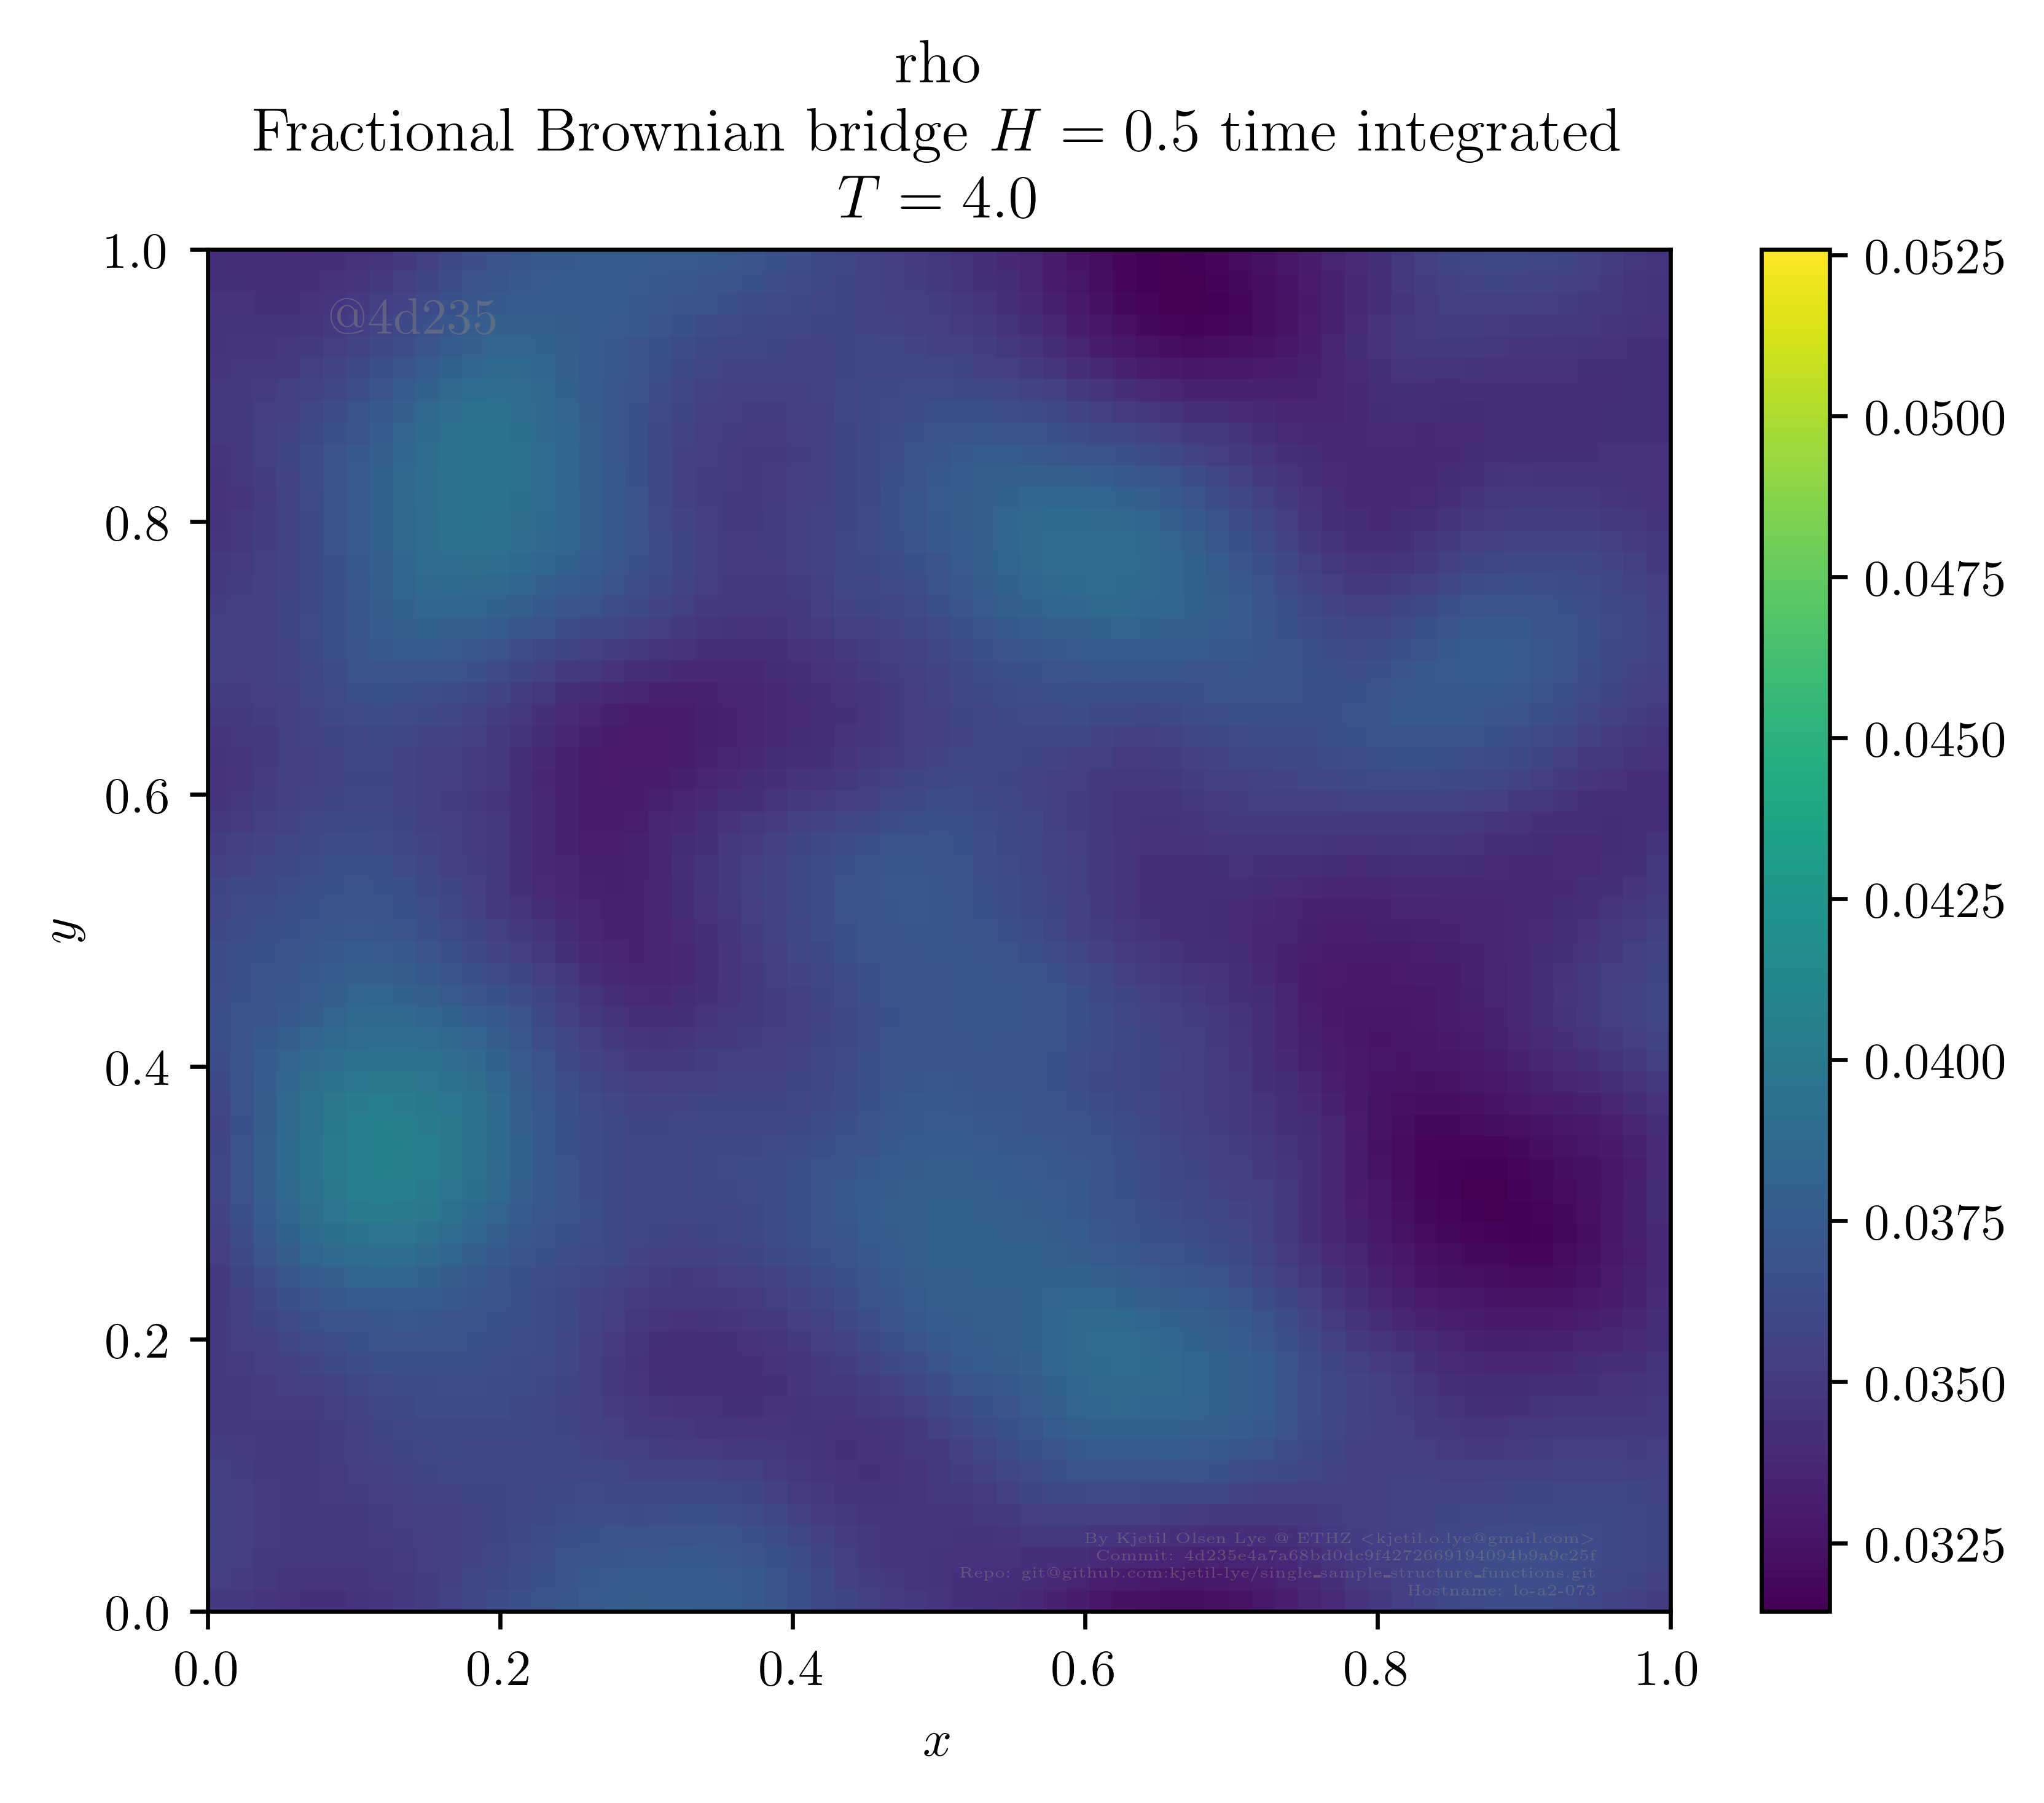 rho
Fractional Brownian bridge H = 0.5 time integrated
T = 4.0
@4d235
1.0
0.8
0.6
0.4
0.2
0.0
y
0.0 0.2 0.4 0.6 0.8 1.0
x
0.0525
0.0500
0.0475
0.0450
0.0425
0.0400
0.0375
0.0350
0.0325
By Kjetil Olsen Lye @ ETHZ <kjetil.o.lye@gmail.com>
Commit: 4d235e4a7a68bd0dc9f4272669194094b9a9c25f
Repo: git@github.com:kjetil-lye/single_sample_structure_functions.git
Hostname: lo-a2-073